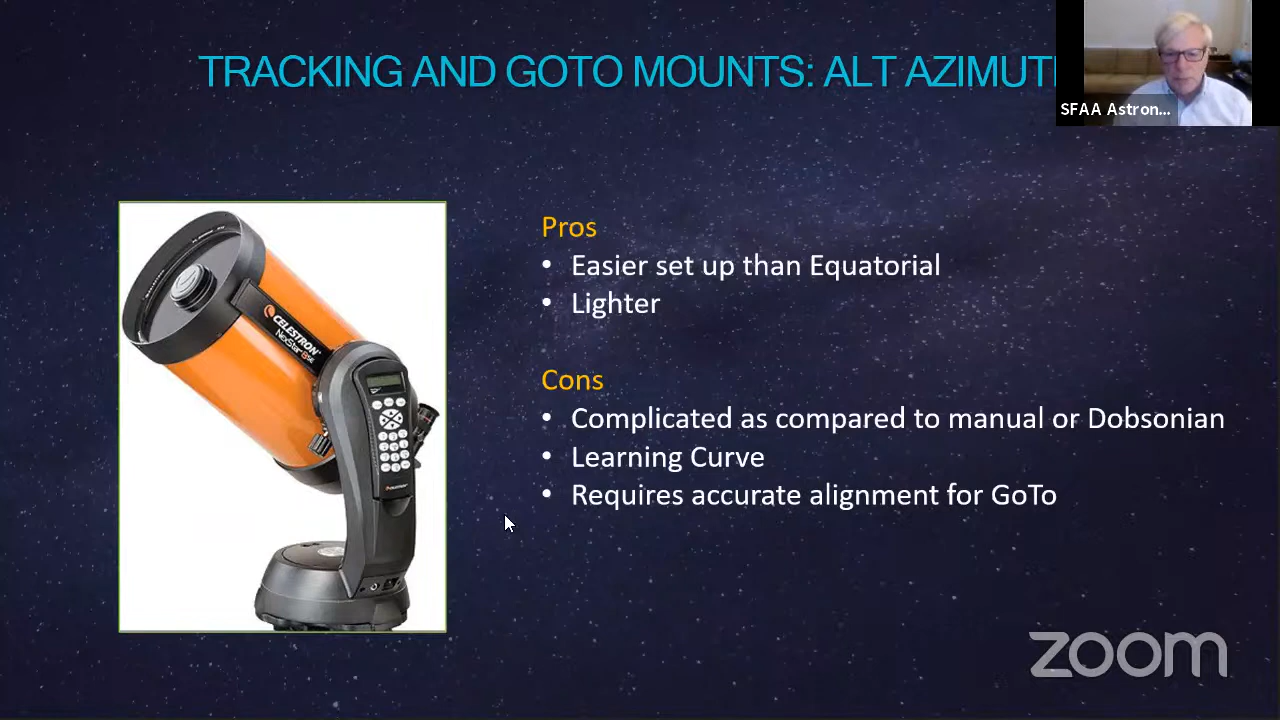 TRACKING AND GOTO MOUNTS: ALT AZIMUTH
SFAA Astron...
Pros
• Easier set up than Equatorial
• Lighter
Cons
• Complicated as compared to manual or Dobsonian
• Learning Curve
• Requires accurate alignment for GoTo
CELESTRON
NexStar 8SE
zoom